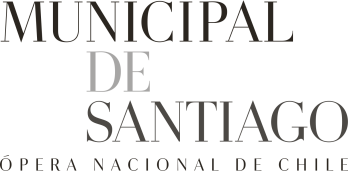 MUNICIPAL
DE
SANTIAGO
ÓPERA NACIONAL DE CHILE